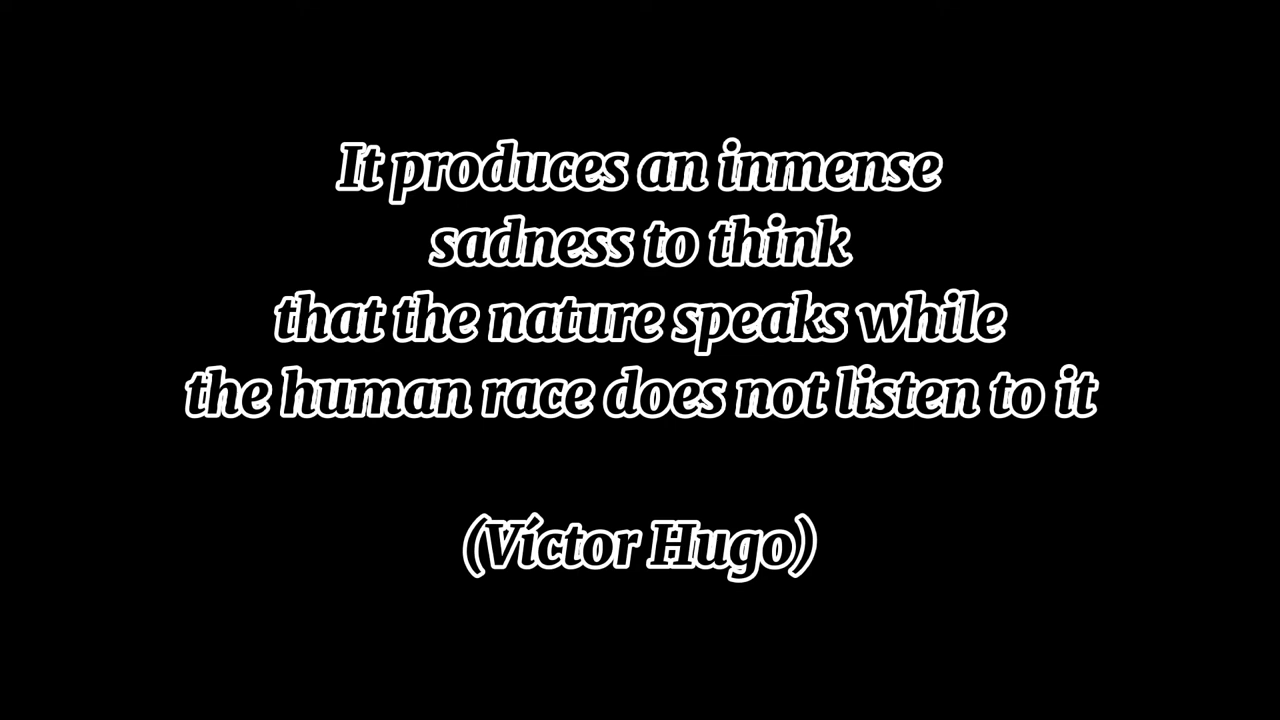 It produces an inmense
sadness to think
that the nature speaks while
the human race does not listen to it
(Víctor Hugo)